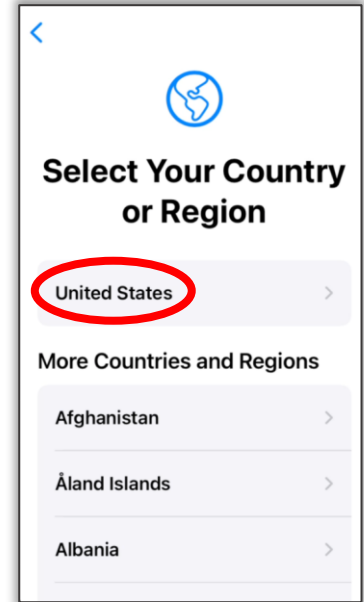 Select Your Country
or Region
United States
More Countries and Regions
Afghanistan
Åland Islands
Albania